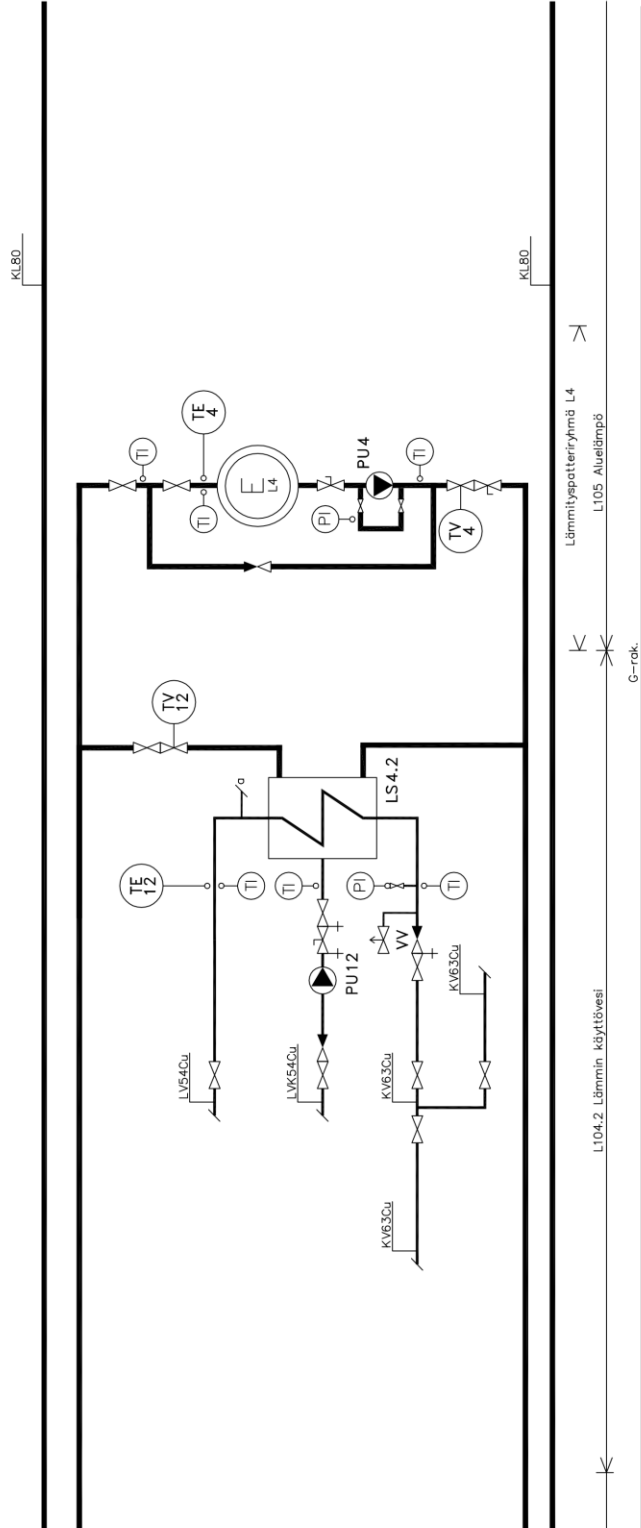 KL80
KL80
TI
TE
4
TI
E
L4
PI
PU4
TI
TV
4
Lämmityspatteriryhmä L4
L105 Aluelämpö
G-rak.
TV
12
LS4.2
a
TE
12
TI
TI
PI
TI
VV
PU12
LV54Cu
LVK54Cu
KV63Cu
KV63Cu
KV63Cu
L104.2 Lämmin käyttövesi